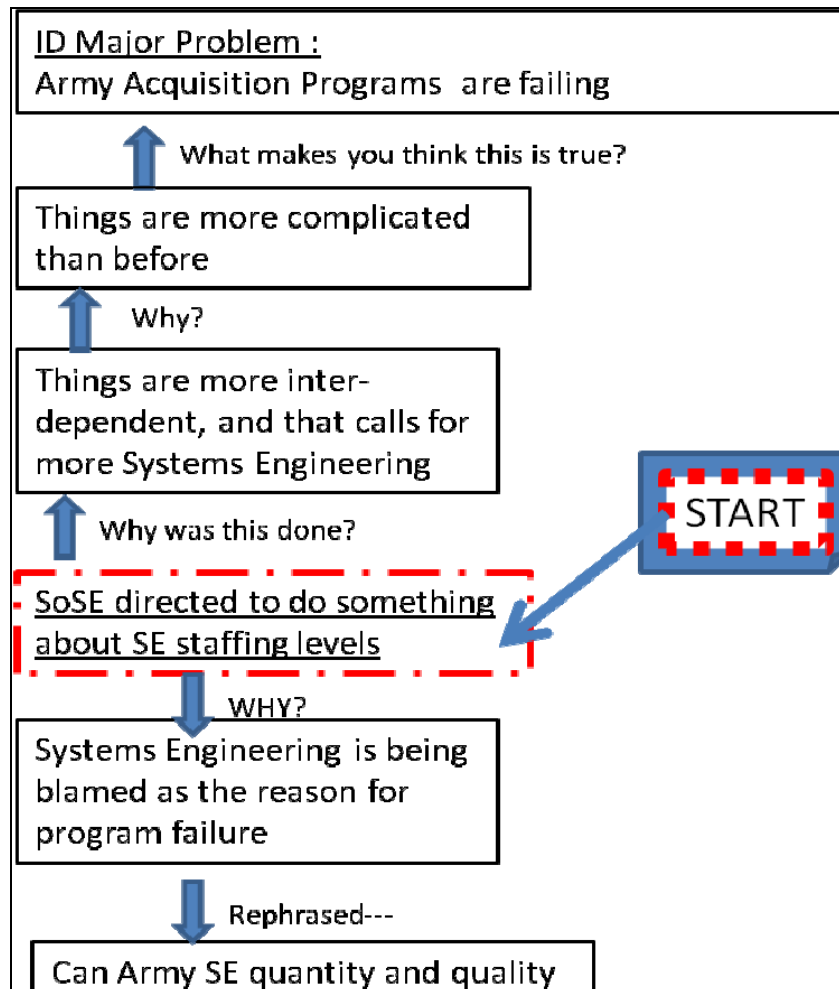 ID Major Problem :
Army Acquisition Programs are failing
What makes you think this is true?
Things are more complicated
than before
Why?
Things are more inter-
dependent, and that calls for
more Systems Engineering
START
Why was this done?
SoSE directed to do something
about SE staffing levels
WHY?
Systems Engineering is being
blamed as the reason for
program failure
Rephrased---
Can Army SE quantity and quality